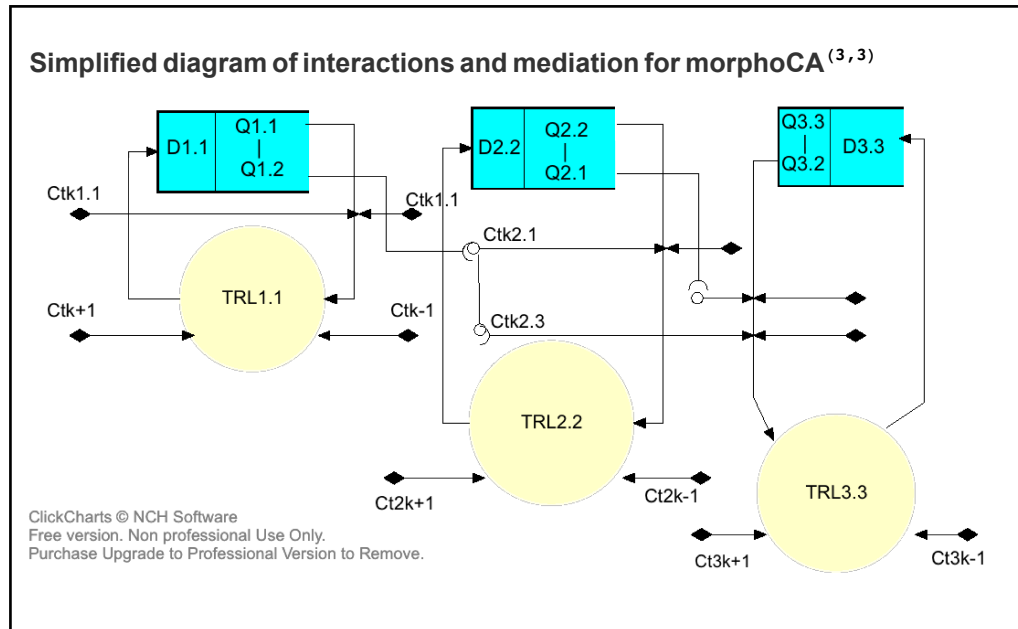 Simplified diagram of interactions and mediation for morphoCA(3,3)
D1.1
Q1.1
|
Q1.2
D2.2
Q2.2
|
Q2.1
Q3.3
|
Q3.2
D3.3
Ctk1.1
Ctk1.1
Ctk2.1
TRL1.1
Ctk+1
Ctk-1
Ctk2.3
TRL2.2
Ct2k+1
Ct2k-1
TRL3.3
Ct3k+1
Ct3k-1
ClickCharts © NCH Software
Free version. Non professional Use Only.
Purchase Upgrade to Professional Version to Remove.